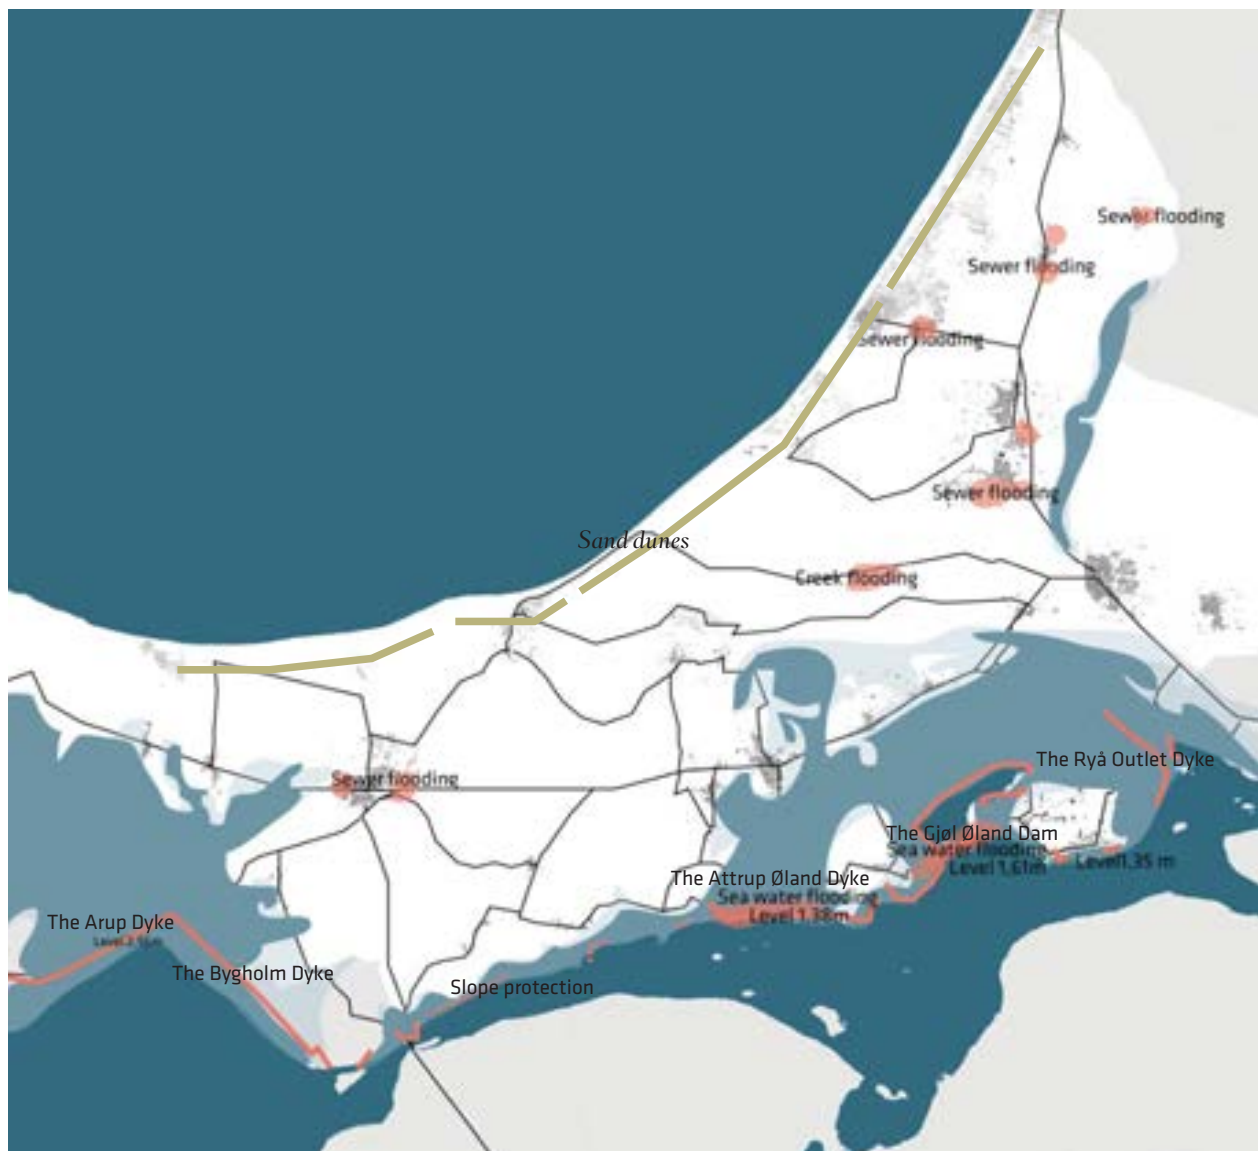 Sewer flooding
Sewer flooding
Sewer flooding
Sewer flooding
Sand dunes
Creek flooding
The Ryå Outlet Dyke
Sewer flooding
The Gjøl Øland Dam
Sea water flooding
Level 1,61m
Level1,35 m
The Attrup Øland Dyke
Sea water flooding
Level 1.38m
The Arup Dyke
The Bygholm Dyke
Slope protection